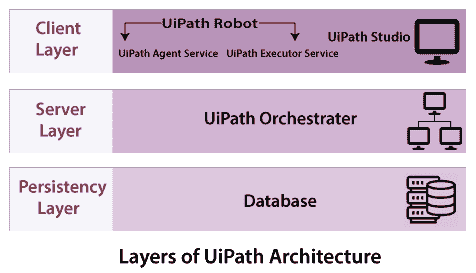 Client
Layer
UiPath Robot
UiPath Agent Service
UiPath Executor Service
UiPath Studio
Server
Layer
UiPath Orchestrater
Persistency
Layer
Database
Layers of UiPath Architecture